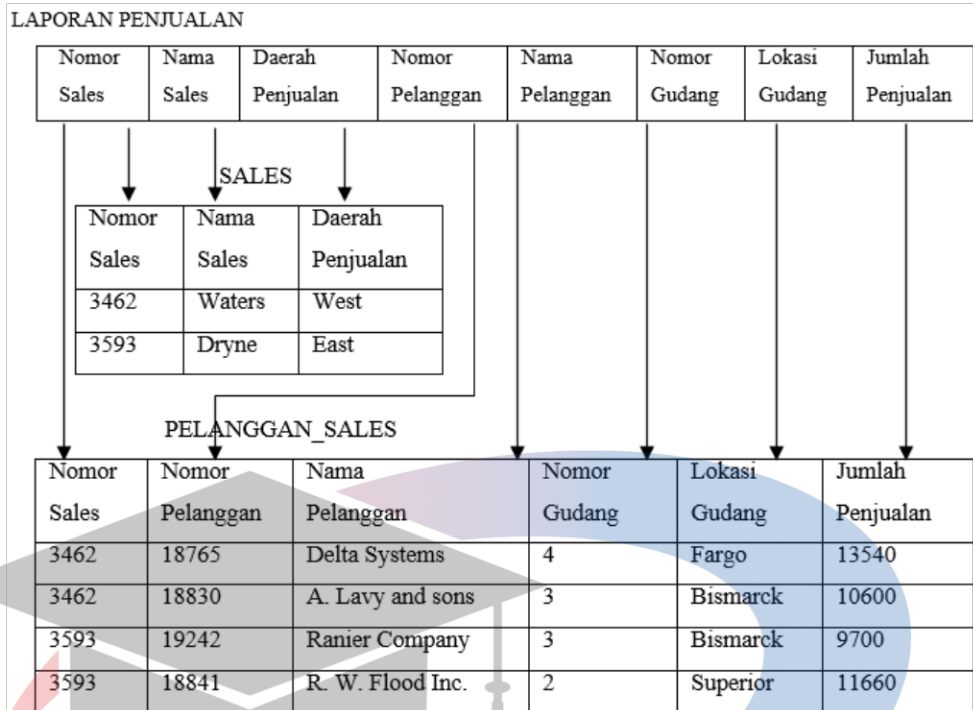 LAPORAN PENJUALAN
Nomor Sales Nama Sales Daerah Penjualan Nomor Pelanggan Nama Pelanggan Nomor Gudang Lokasi Gudang Jumlah Penjualan
SALES
Nomor Sales Nama Sales Daerah Penjualan
3462 Waters West
3593 Dryne East
PELANGGAN_SALES
Nomor Sales Nomor Pelanggan Nama Pelanggan Nomor Gudang Lokasi Gudang Jumlah Penjualan
3462 18765 Delta Systems 4 Fargo 13540
3462 18830 A. Lavy and sons 3 Bismarck 10600
3593 19242 Ranier Company 3 Bismarck 9700
3593 18841 R. W. Flood Inc. 2 Superior 11660